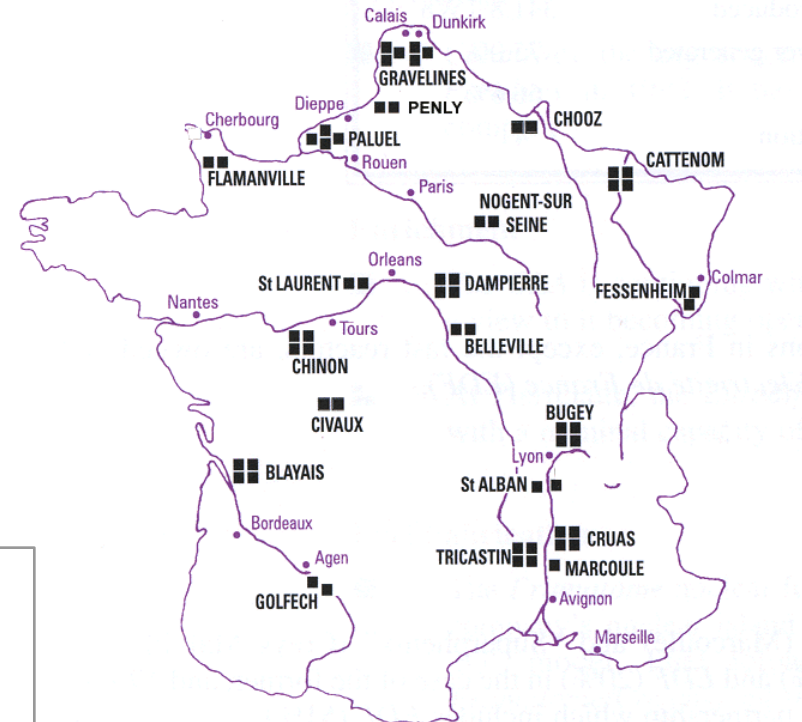 Calais
Dunkirk
GRAVELINES
Dieppe
PENLY
Cherbourg
PALUEL
CHOOZ
Rouen
CATTENOM
FLAMANVILLE
Paris
NOGENT-SUR
SEINE
Orleans
St LAURENT
DAMPIERRE
Colmar
FESSENHEIM
Nantes
Tours
BELLEVILLE
CHINON
CIVAUX
BUGEY
Lyon
BLAYAIS
St ALBAN
Bordeaux
CRUAS
TRICASTIN
Agen
MARCOULE
GOLFECH
Avignon
Marseille